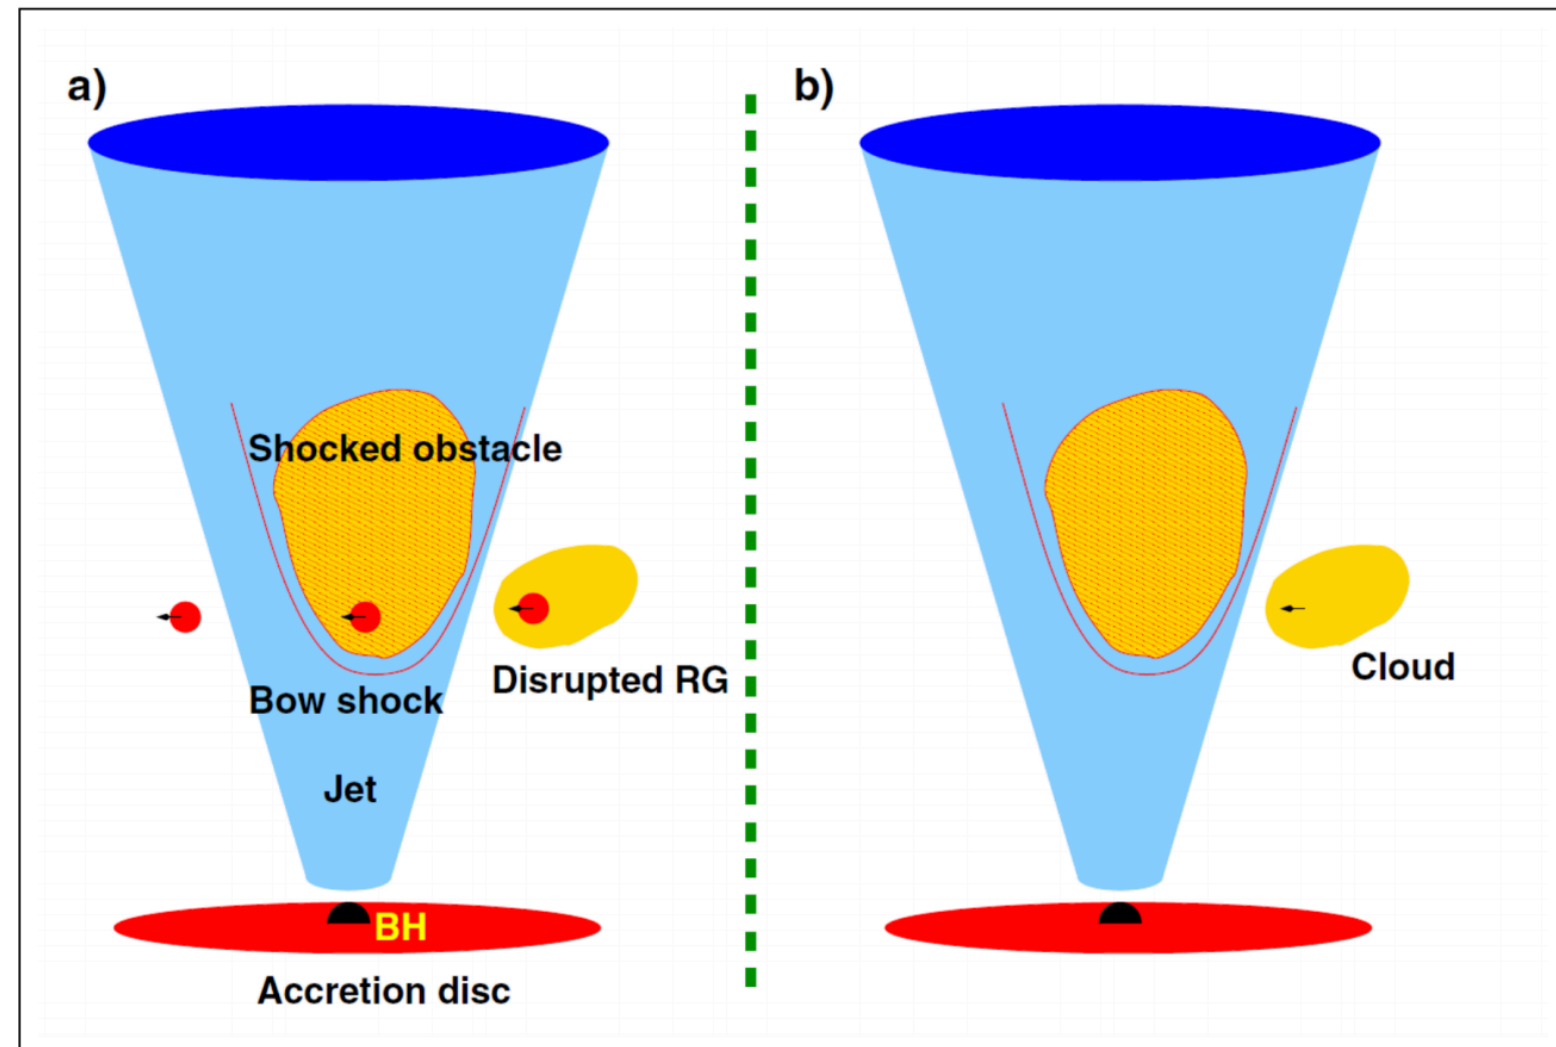 a)
b)
Shocked obstacle
Disrupted RG
Cloud
Bow shock
Jet
BH
Accretion disc